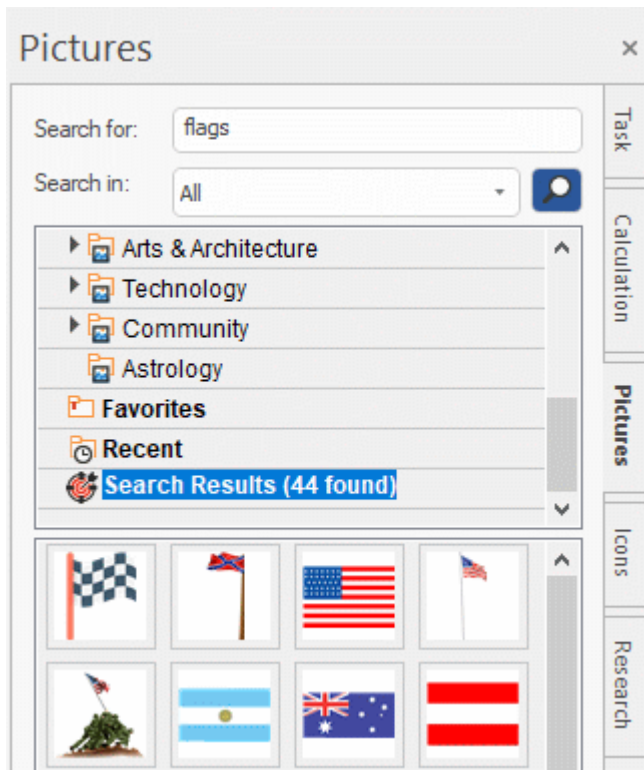 Pictures
Search for:
flags
Search in:
All
Arts & Architecture
Technology
Community
Astrology
Favorites
Recent
Search Results (44 found)
Task
Calculation
Pictures
Icons
Research